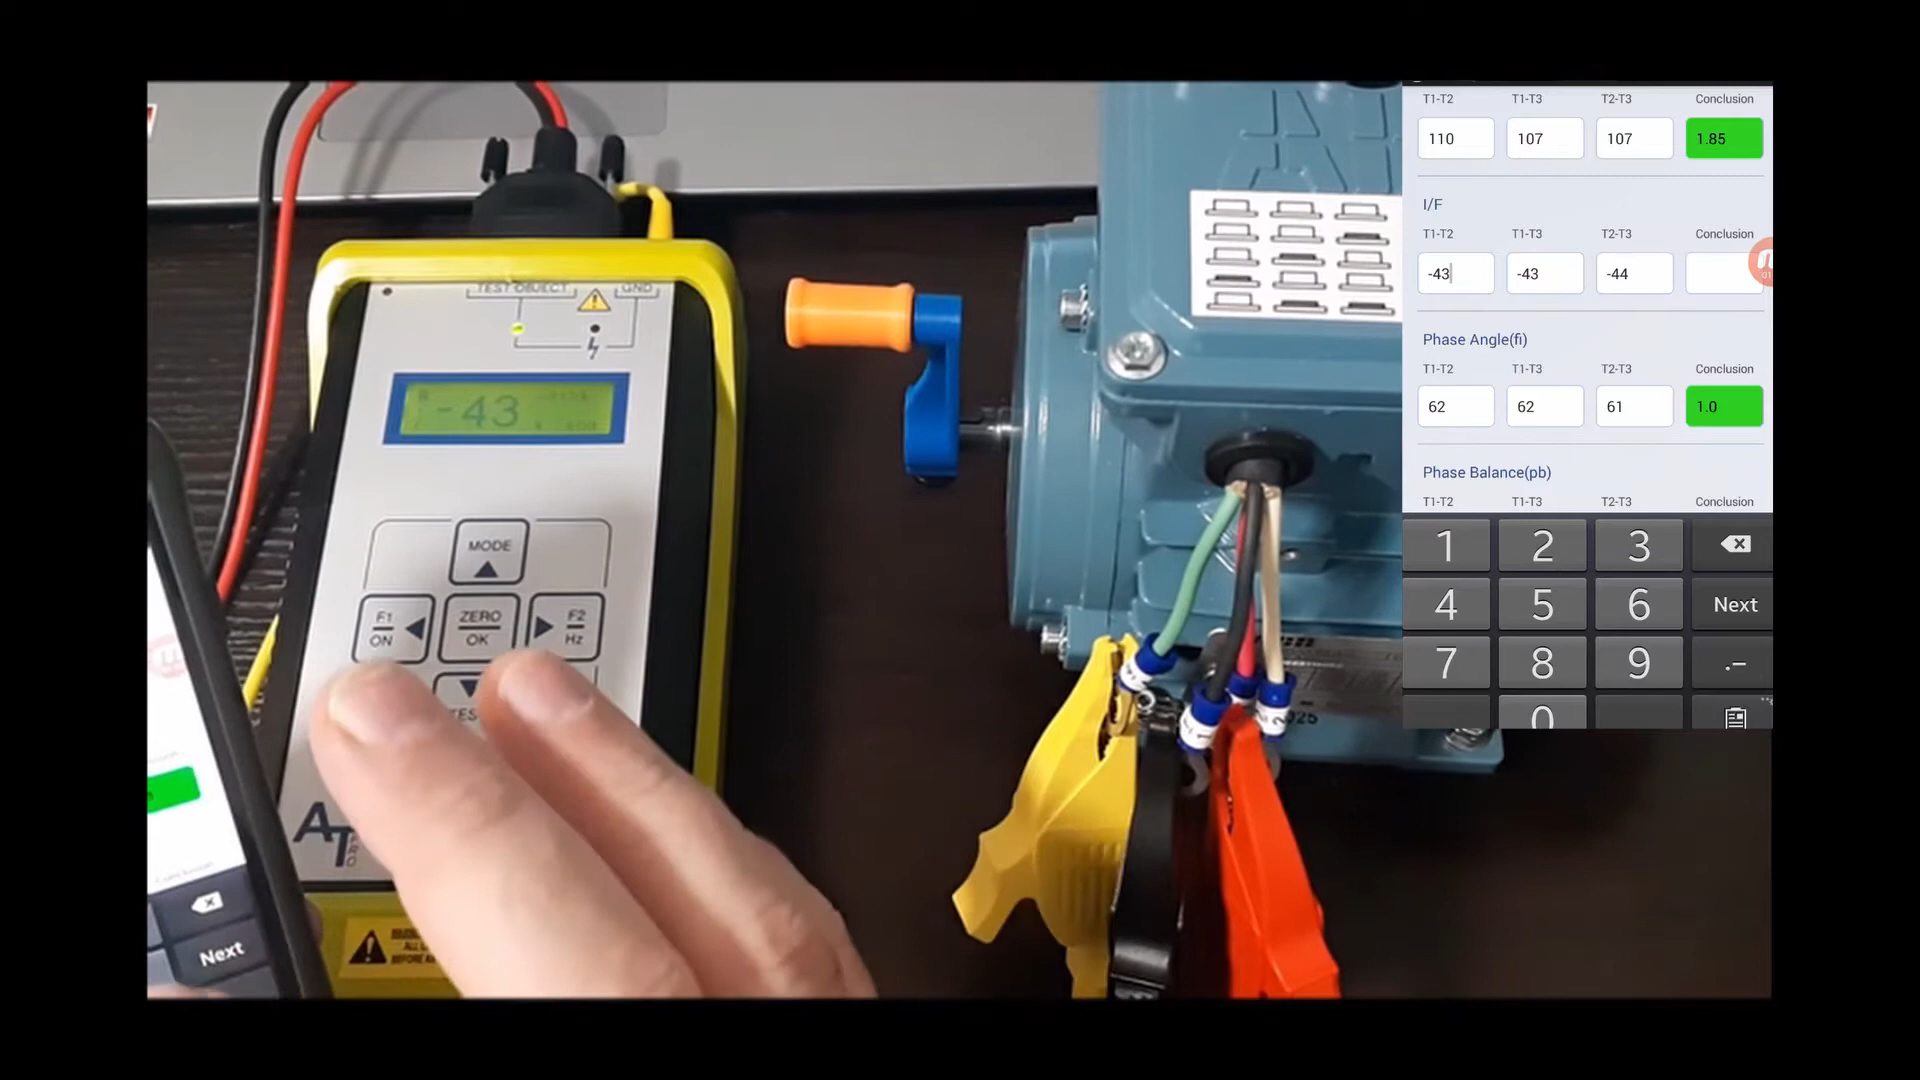 TEST OBJECT
GND
-43
MODE
F1
ON
ZERO
OK
F2
Hz
AT
Next
T1-T2 T1-T3 T2-T3 Conclusion
110 107 107 1.85
I/F
T1-T2 T1-T3 T2-T3 Conclusion
-43 -43 -44
Phase Angle(fi)
T1-T2 T1-T3 T2-T3 Conclusion
62 62 61 1.0
Phase Balance(pb)
T1-T2 T1-T3 T2-T3 Conclusion
1 2 3
4 5 6 Next
7 8 9 .-
0